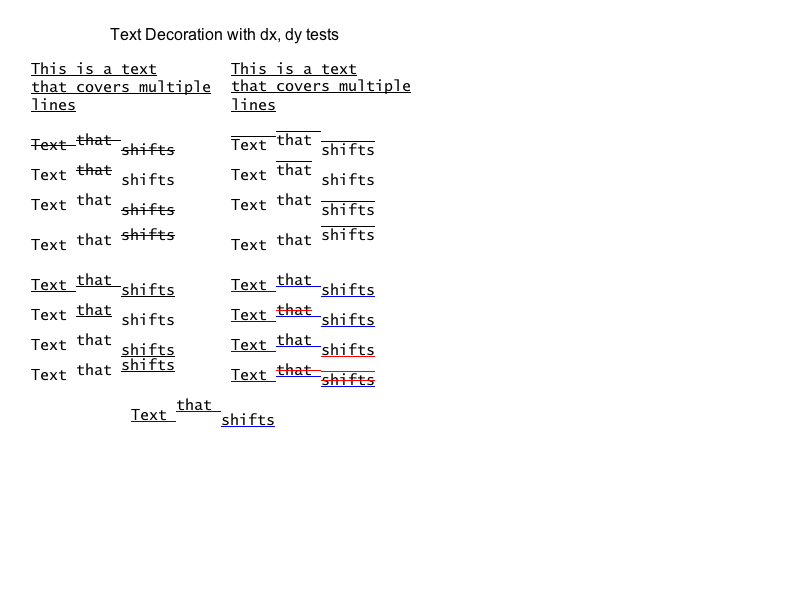 Text Decoration with dx, dy tests
This is a text This is a text
that covers multiple that covers multiple
lines lines
Text that shifts Text that shifts
Text that shifts Text that shifts
Text that shifts Text that shifts
Text that shifts Text that shifts
Text that shifts Text that shifts
Text that shifts Text that shifts
Text that shifts Text that shifts
Text that shifts Text that shifts
Text that shifts